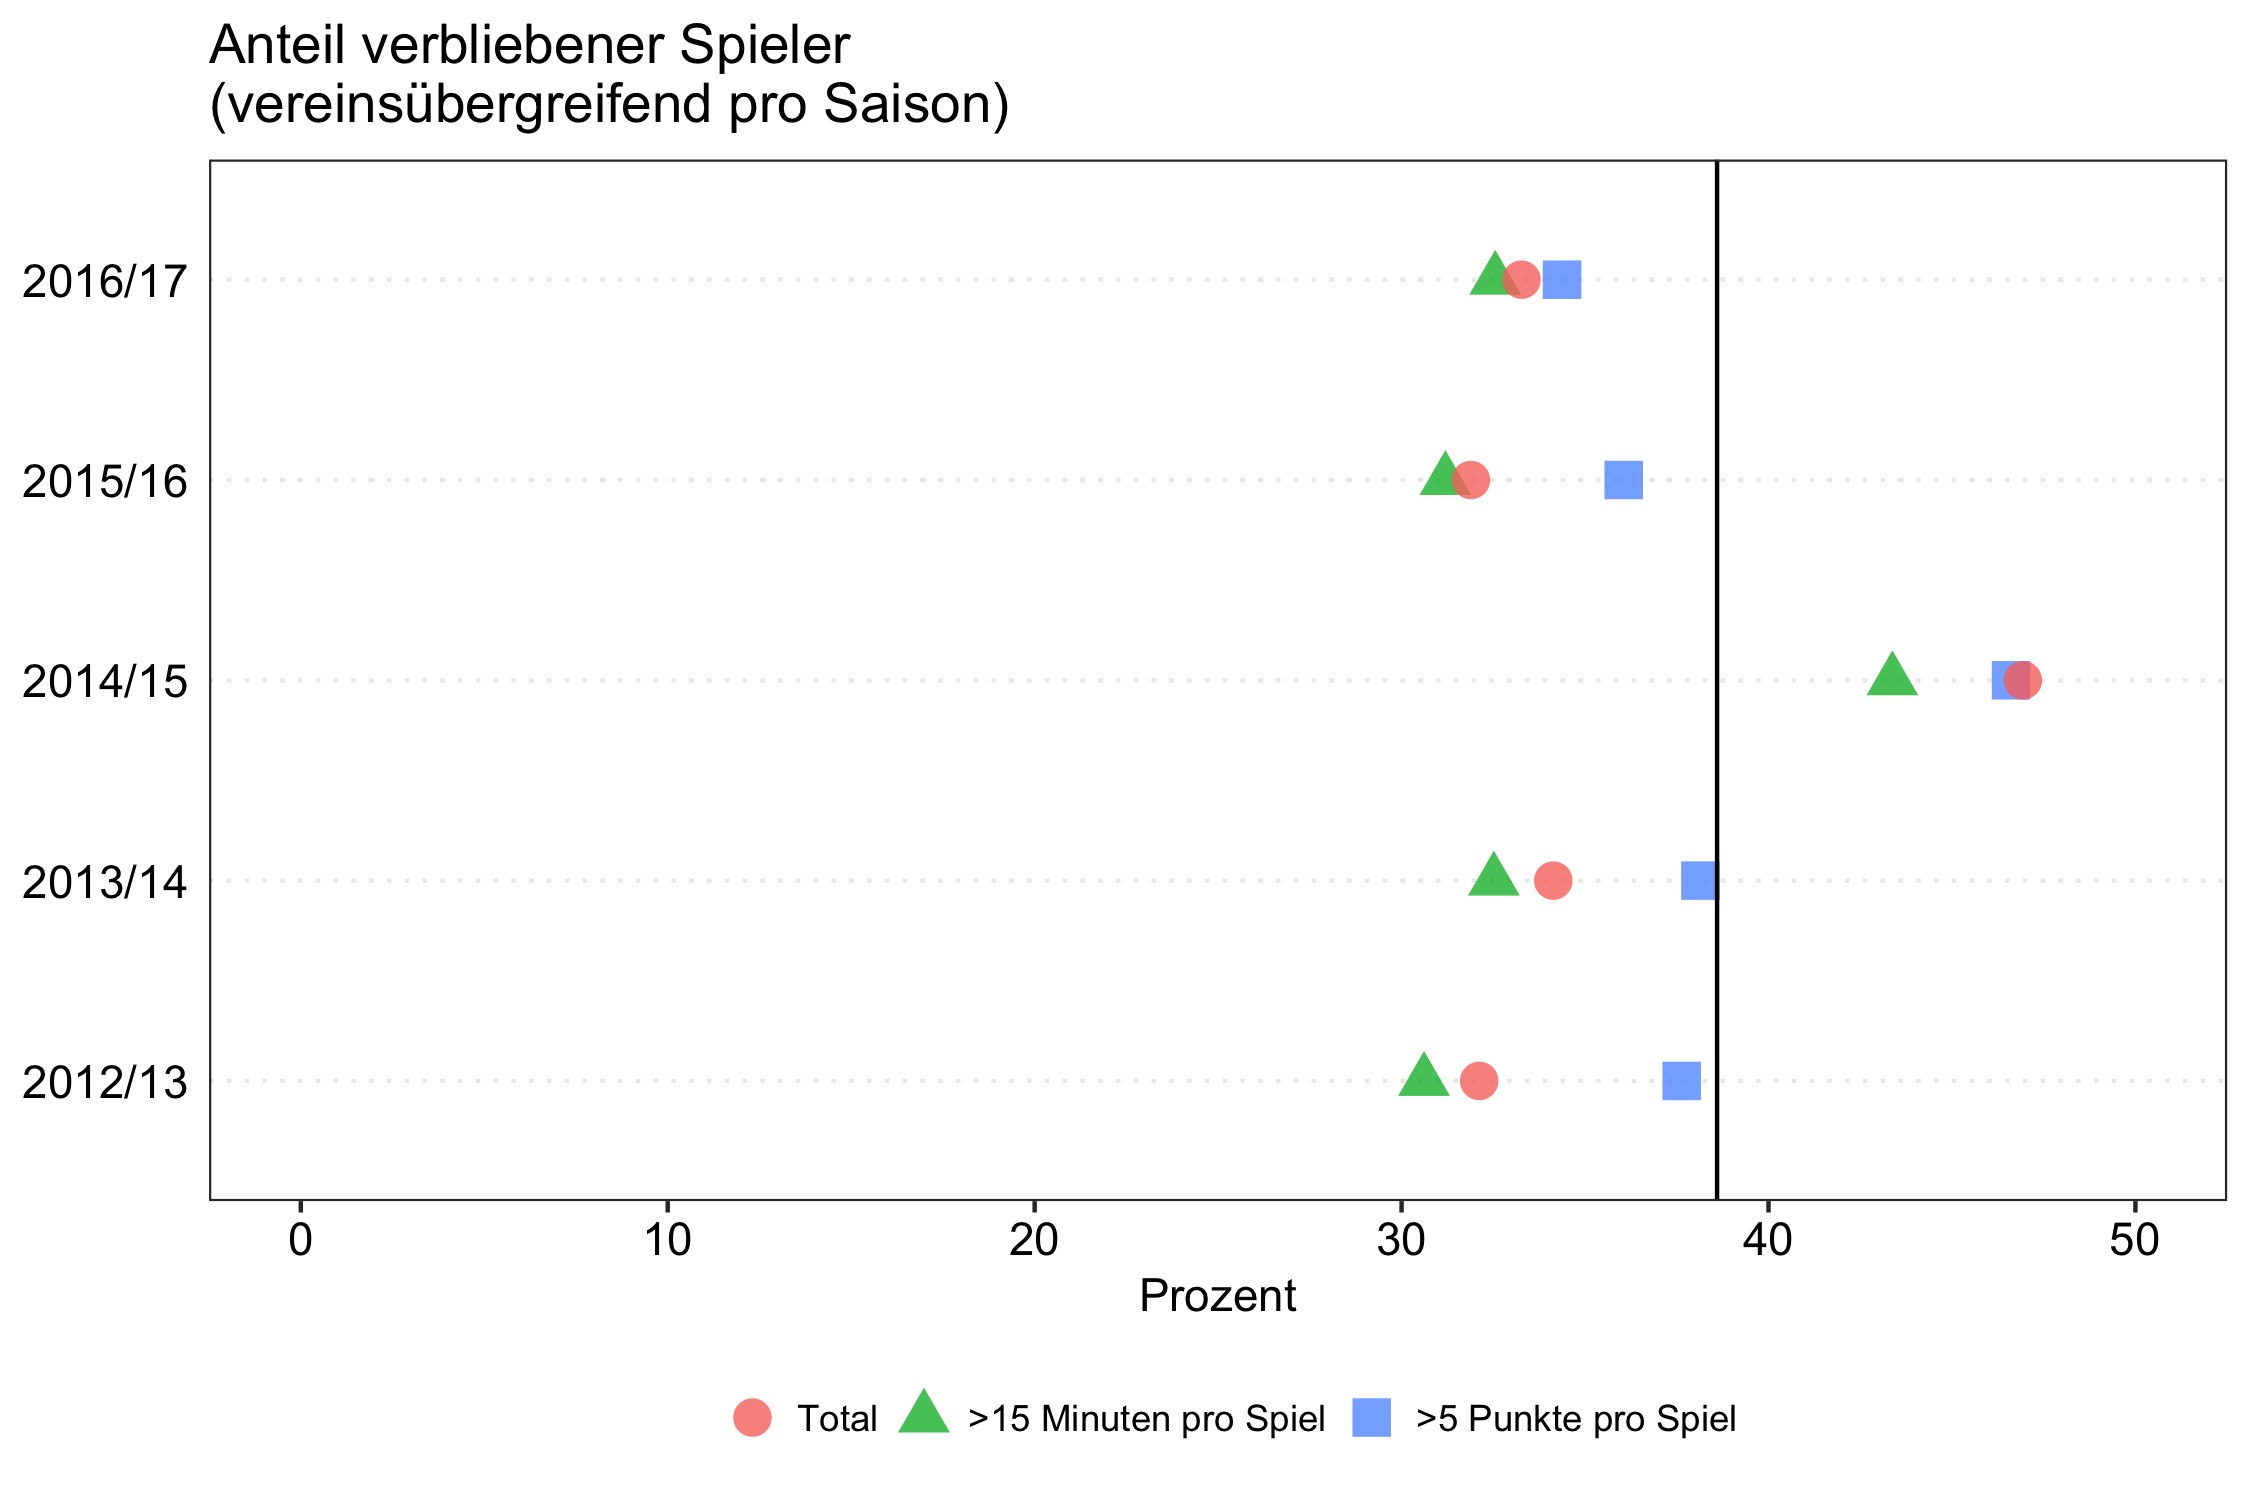 Anteil verbliebener Spieler
(vereinsübergreifend pro Saison)
2016/17
2015/16
2014/15
2013/14
2012/13
0 10 20 30 40 50
Prozent
Total >15 Minuten pro Spiel >5 Punkte pro Spiel